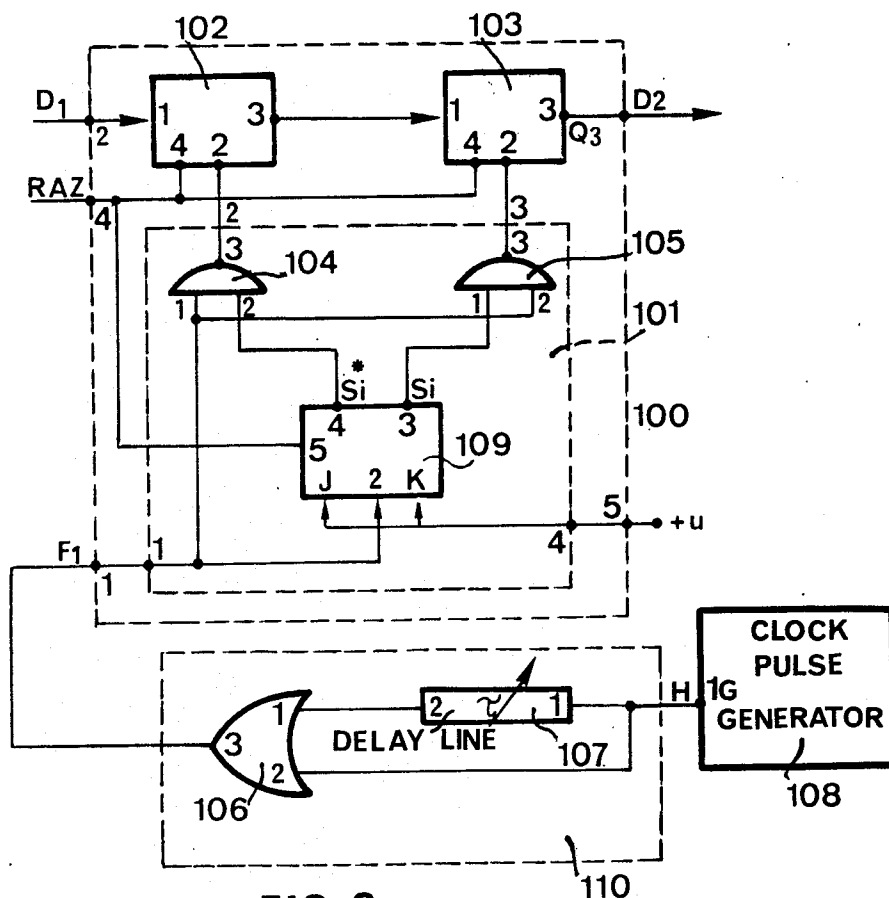 102
103
D1
2
1
3
4 2
1
3
4 2
Q3
D2
RAZ
4
2
3
3
3
104
105
1
2
1
2
101
*
Si
Si
4
3
5
109
100
J
2
K
5
+u
4
F1
1
1
CLOCK
PULSE
GENERATOR
108
H
1G
1
2
τ
1
DELAY LINE
107
3
2
106
110